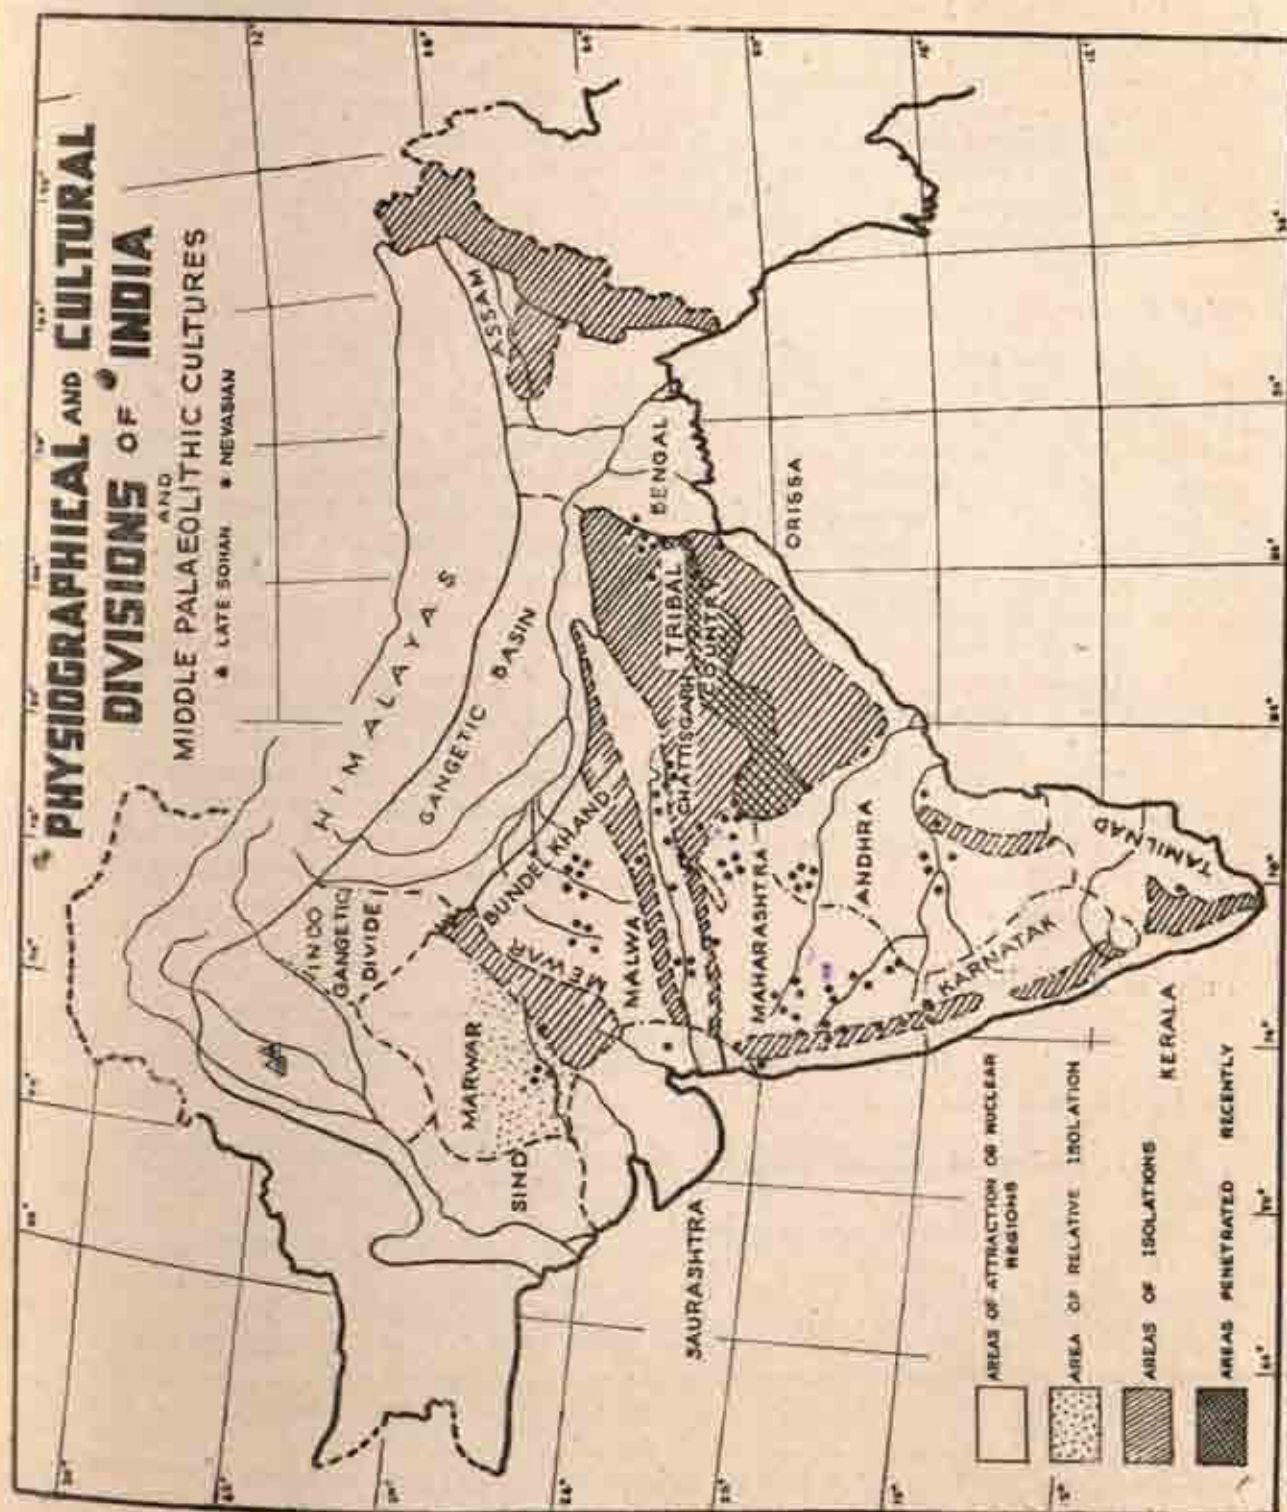 PHYSIOGRAPHICAL AND CULTURAL
DIVISIONS OF INDIA
AND
MIDDLE PALAEOLITHIC CULTURES
LATE SOHAN NEVASIAN
HIMALAYAS
GANGETIC BASIN
INDO
GANGETIC
DIVIDE
ASSAM
BENGAL
BUNDELKHAND
MEWAR
MARWAR
SIND
MALWA
CHATTISGARH
TRIBAL
COUNTRY
ORISSA
SAURASHTRA
MAHARASHTRA
ANDHRA
KARNATAK
TAMILNAD
KERALA
AREAS OF ATTRACTION OR NUCLEAR
REGIONS
AREA OF RELATIVE ISOLATION
AREAS OF ISOLATIONS
AREAS PENETRATED RECENTLY